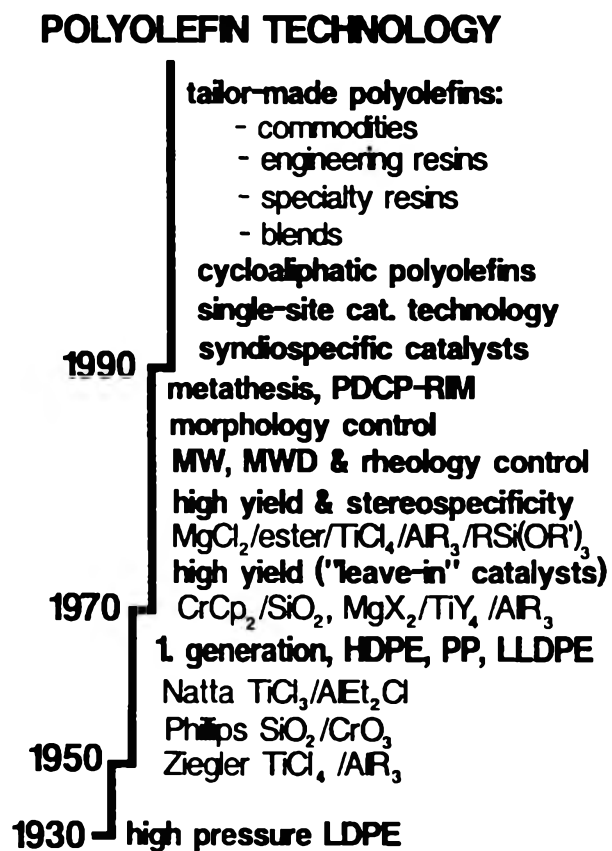 POLYOLEFIN TECHNOLOGY
tailor-made polyolefins:
- commodities
- engineering resins
- specialty resins
- blends
cycloaliphatic polyolefins
single-site cat. technology
syndiospecific catalysts
1990
metathesis, PDCP-RIM
morphology control
MW, MWD & rheology control
high yield & stereospecificity
MgCl₂/ester/TiCl₄/AlR₃/RSi(OR')₃
high yield ("leave-in" catalysts)
1970 CrCp₂/SiO₂, MgX₂/TiY₄ /AlR₃
1. generation, HDPE, PP, LLDPE
Natta TiCl₃/AlEt₂Cl
Phillips SiO₂/CrO₃
1950 Ziegler TiCl₄ /AlR₃
1930 high pressure LDPE